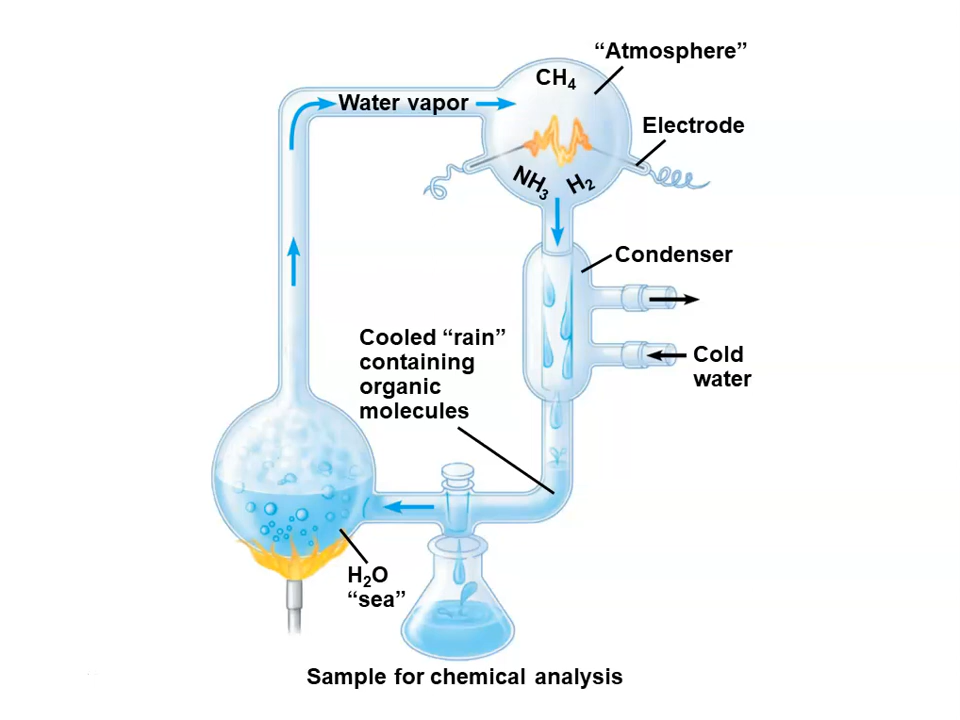 “Atmosphere”
CH₄
Water vapor
Electrode
NH₃
H₂
Condenser
Cooled “rain”
containing
organic
molecules
Cold
water
H₂O
“sea”
Sample for chemical analysis